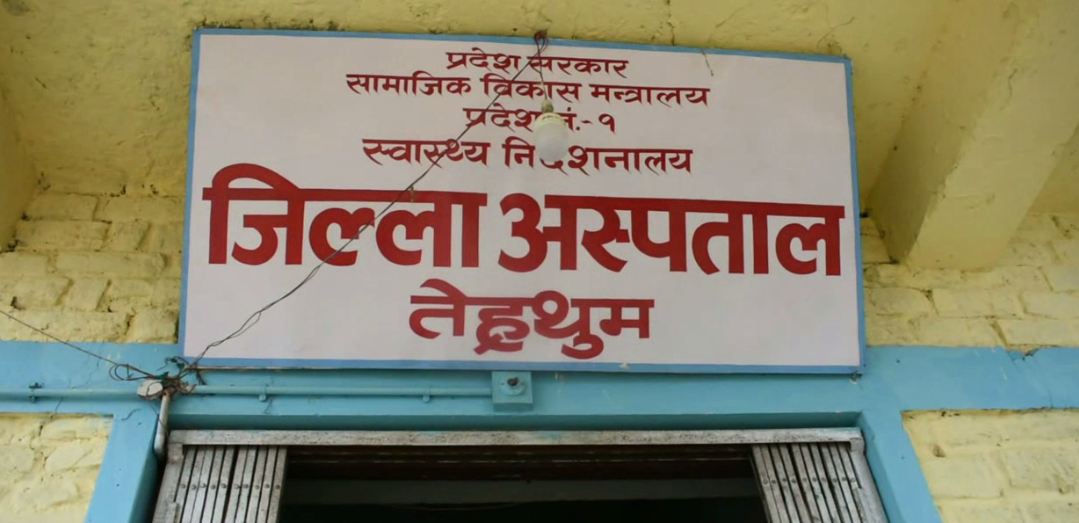 प्रदेश सरकार
सामाजिक विकास मन्त्रालय
प्रदेश नं.-१
स्वास्थ्य निर्देशनालय
जिल्ला अस्पताल
तेह्रथुम